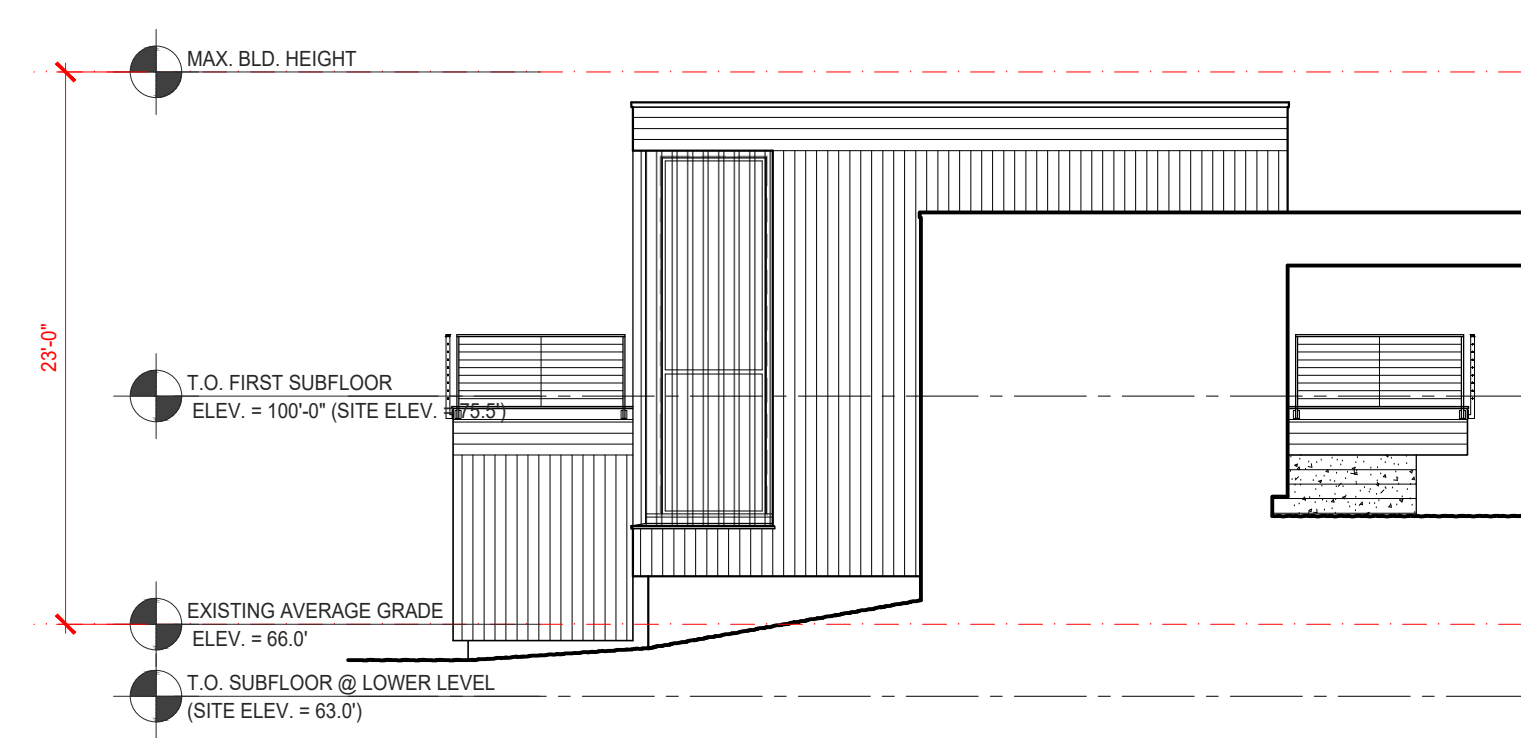 MAX. BLD. HEIGHT
23'-0"
T.O. FIRST SUBFLOOR
ELEV. = 100'-0" (SITE ELEV. = 75.5')
EXISTING AVERAGE GRADE
ELEV. = 66.0'
T.O. SUBFLOOR @ LOWER LEVEL
(SITE ELEV. = 63.0')